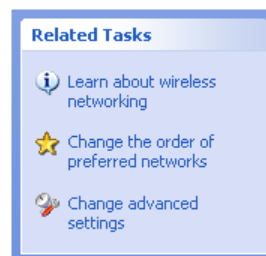 Related Tasks
Learn about wireless
networking
Change the order of
preferred networks
Change advanced
settings